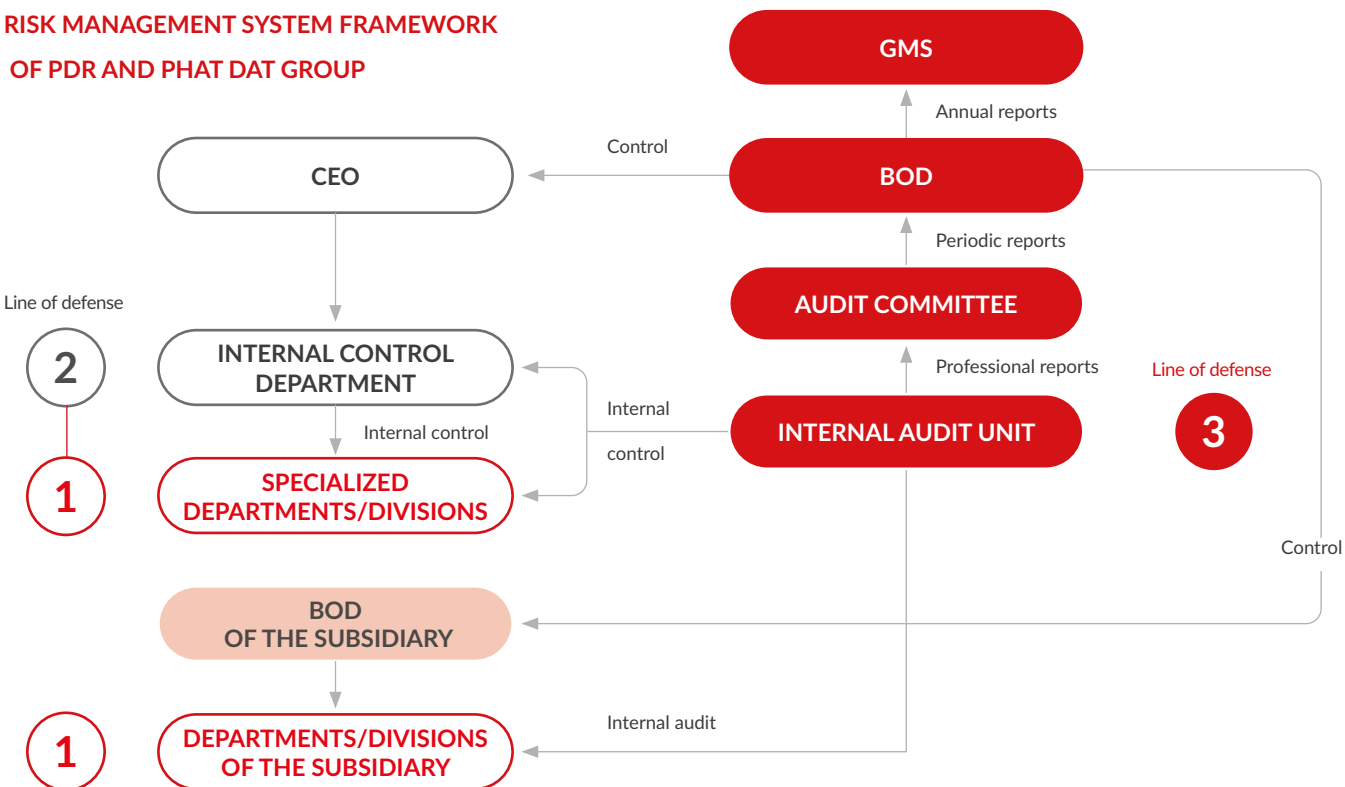 RISK MANAGEMENT SYSTEM FRAMEWORK
OF PDR AND PHAT DAT GROUP
GMS
Annual reports
Control
CEO
BOD
Periodic reports
Line of defense
AUDIT COMMITTEE
2
INTERNAL CONTROL
DEPARTMENT
Professional reports
Line of defense
Internal
control
Internal control
INTERNAL AUDIT UNIT
3
1
SPECIALIZED
DEPARTMENTS/DIVISIONS
Control
BOD
OF THE SUBSIDIARY
Internal audit
1
DEPARTMENTS/DIVISIONS
OF THE SUBSIDIARY